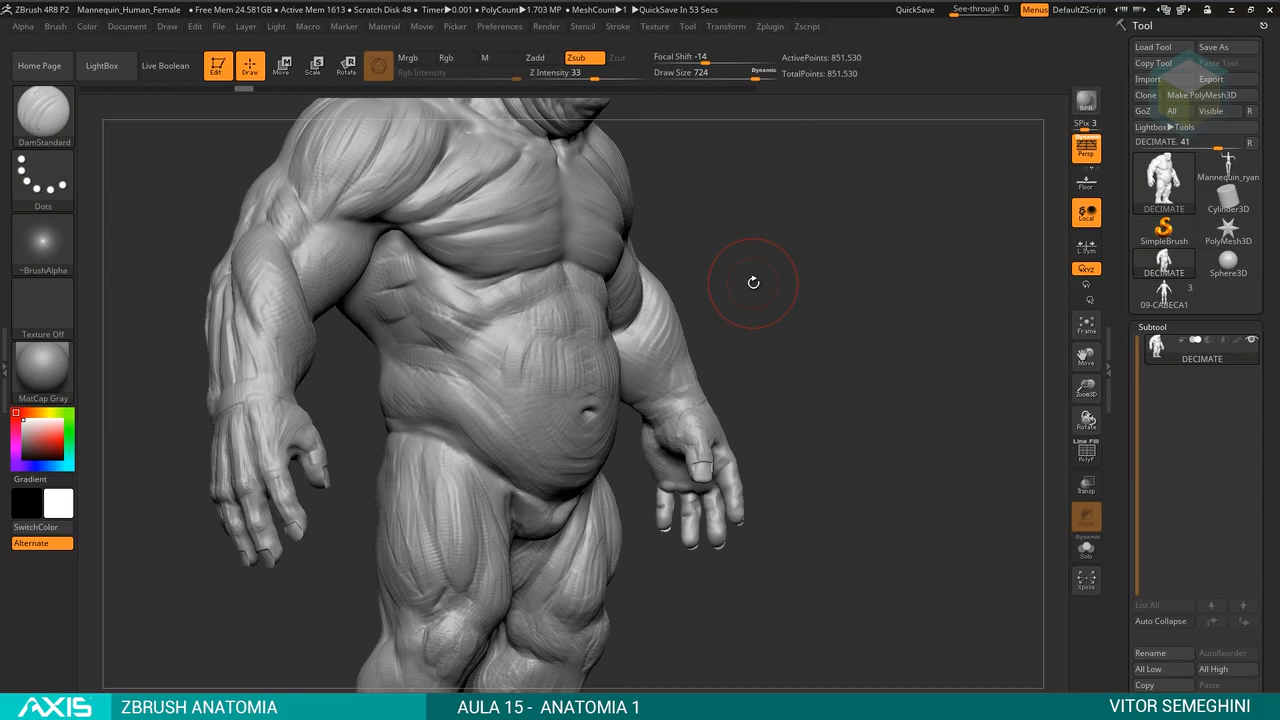 ZBrush 4R8 P2 Mannequin_Human_Female • Free Mem 24.581GB • Active Mem 1613 • Scratch Disk 48 • Timer▶0.001 • PolyCount▶1.703 MP • MeshCount▶1 ▶QuickSave In 53 Secs QuickSave See-through 0 Menus DefaultZScript
Alpha Brush Color Document Draw Edit File Layer Light Macro Marker Material Movie Picker Preferences Render Stencil Stroke Texture Tool Transform Zplugin Zscript
Tool
Home Page LightBox Live Boolean Edit Draw Move Scale Rotate
Mrgb Rgb M Zadd Zsub Zcut Focal Shift -14 ActivePoints: 851,530
Rgb Intensity Z Intensity 33 Draw Size 724 Dynamic TotalPoints: 851,530
Load Tool Save As
Copy Tool Paste Tool
Import Export
Clone Make PolyMesh3D
GoZ All Visible R
Lightbox▶Tools
DECIMATE. 41 R
DECIMATE Mannequin_ryan
Cylinder3D
SimpleBrush PolyMesh3D
DECIMATE Sphere3D
3
09-CABECA1
Subtool
DECIMATE
List All
Auto Collapse
Rename AutoReorder
All Low All High
Copy Paste
DamStandard
Dots
~BrushAlpha
Texture Off
MatCap Gray
Gradient
SwitchColor
Alternate
BPR
SPix 3
Dynamic
Persp
Floor
Local
L.Sym
XYZ
Frame
Move
Zoom3D
Rotate
Line Fill
PolyF
Transp
Dynamic
Solo
Xpose
AXIS ZBRUSH ANATOMIA AULA 15 - ANATOMIA 1 VITOR SEMEGHINI